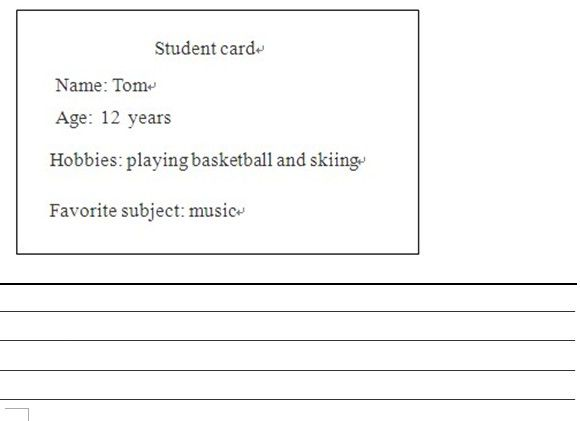 Student card
Name: Tom
Age: 12 years
Hobbies: playing basketball and skiing
Favorite subject: music